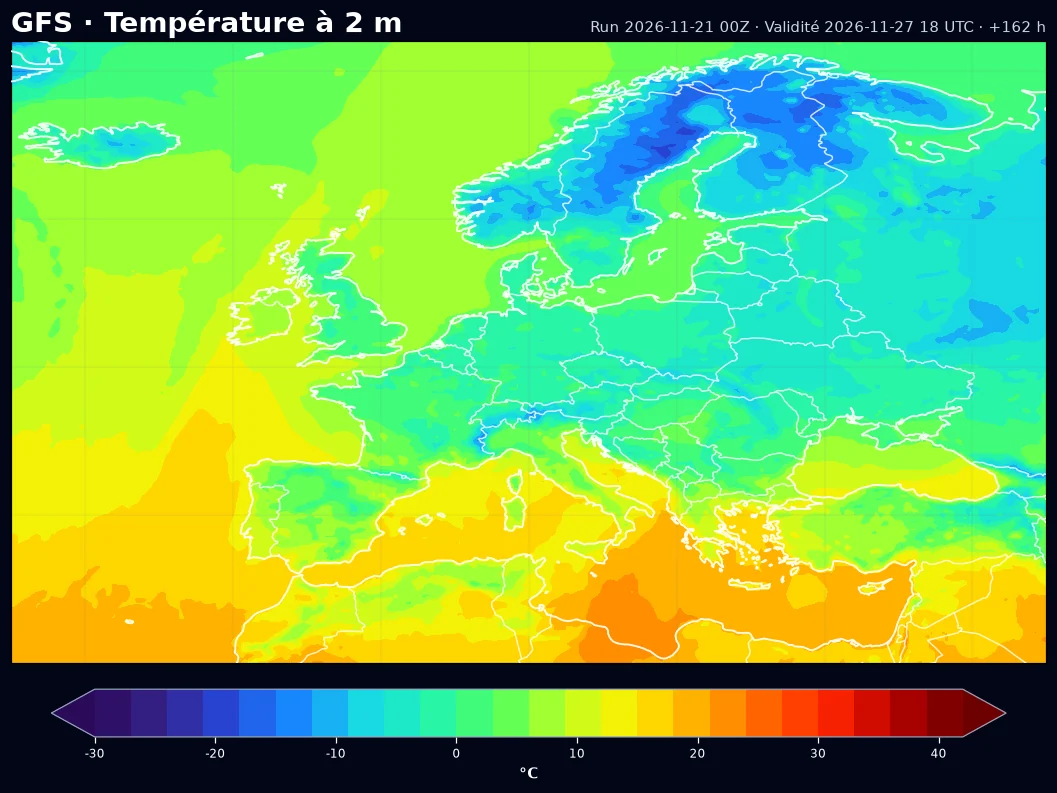 GFS · Température à 2 m
Run 2026-11-21 00Z · Validité 2026-11-27 18 UTC · +162 h
-30 -20 -10 0 10 20 30 40
°C